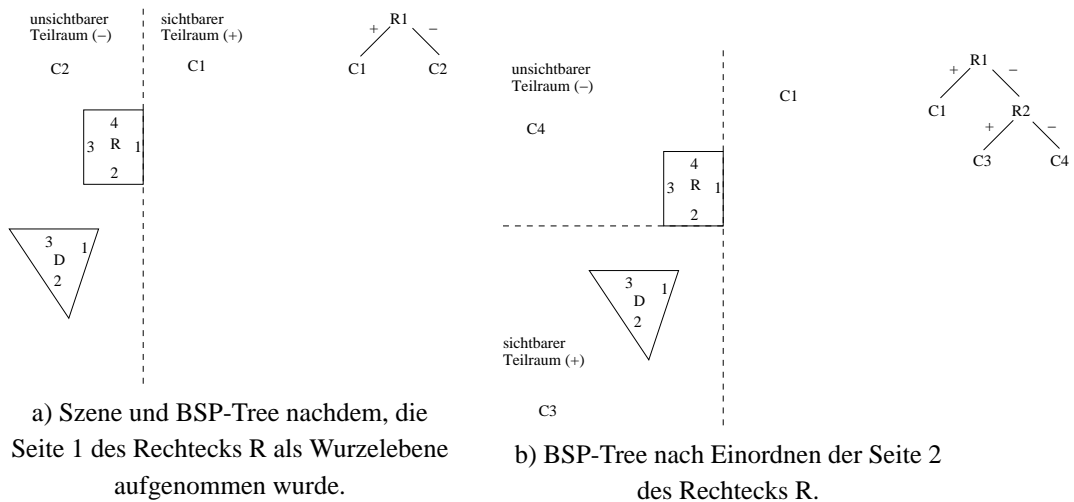 unsichtbarer
Teilraum (−)
sichtbarer
Teilraum (+)
C2
C1
R1
+
−
C1
C2
4
3
R
1
2
3
1
D
2
a) Szene und BSP-Tree nachdem, die
Seite 1 des Rechtecks R als Wurzelebene
aufgenommen wurde.
unsichtbarer
Teilraum (−)
C4
C1
R1
+
−
C1
R2
+
−
C3
C4
4
3
R
1
2
3
1
D
2
sichtbarer
Teilraum (+)
C3
b) BSP-Tree nach Einordnen der Seite 2
des Rechtecks R.